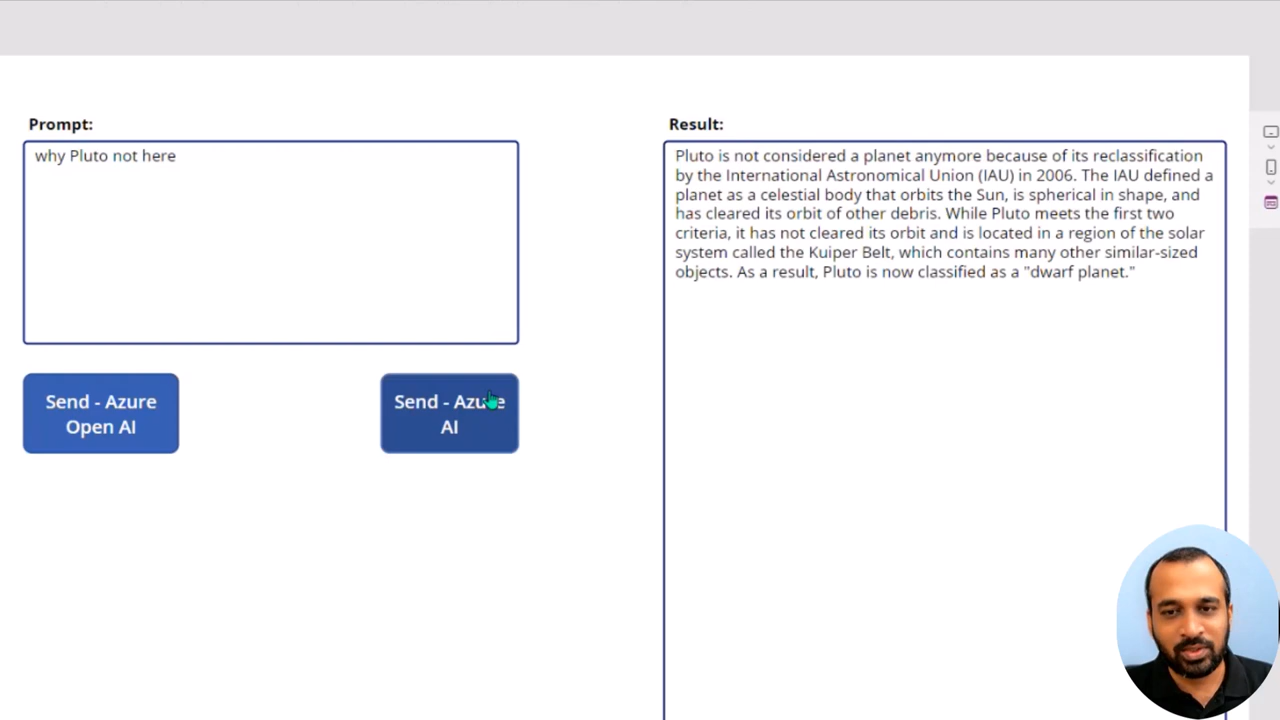 Prompt:
why Pluto not here
Send - Azure
Open AI
Send - Azure
AI
Result:
Pluto is not considered a planet anymore because of its reclassification
by the International Astronomical Union (IAU) in 2006. The IAU defined a
planet as a celestial body that orbits the Sun, is spherical in shape, and
has cleared its orbit of other debris. While Pluto meets the first two
criteria, it has not cleared its orbit and is located in a region of the solar
system called the Kuiper Belt, which contains many other similar-sized
objects. As a result, Pluto is now classified as a "dwarf planet."